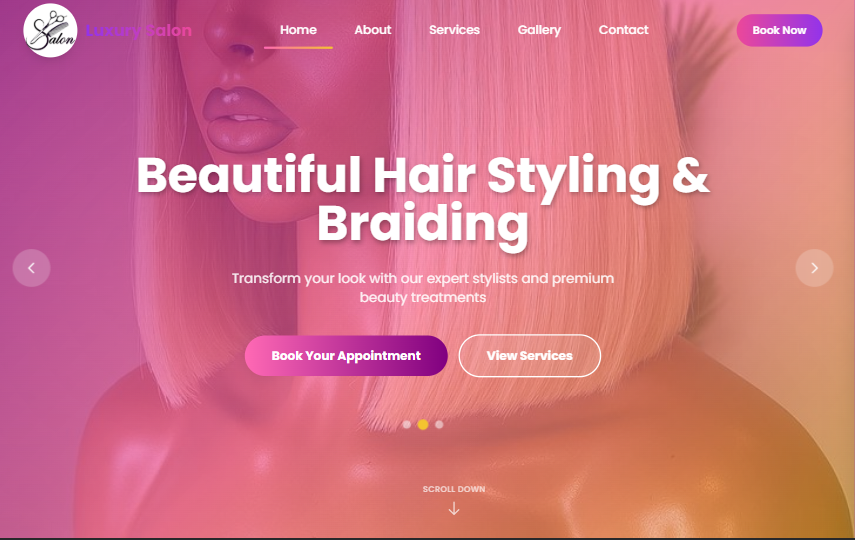 Salon
Luxury Salon
Home
About
Services
Gallery
Contact
Book Now
Beautiful Hair Styling &
Braiding
Transform your look with our expert stylists and premium
beauty treatments
Book Your Appointment
View Services
SCROLL DOWN